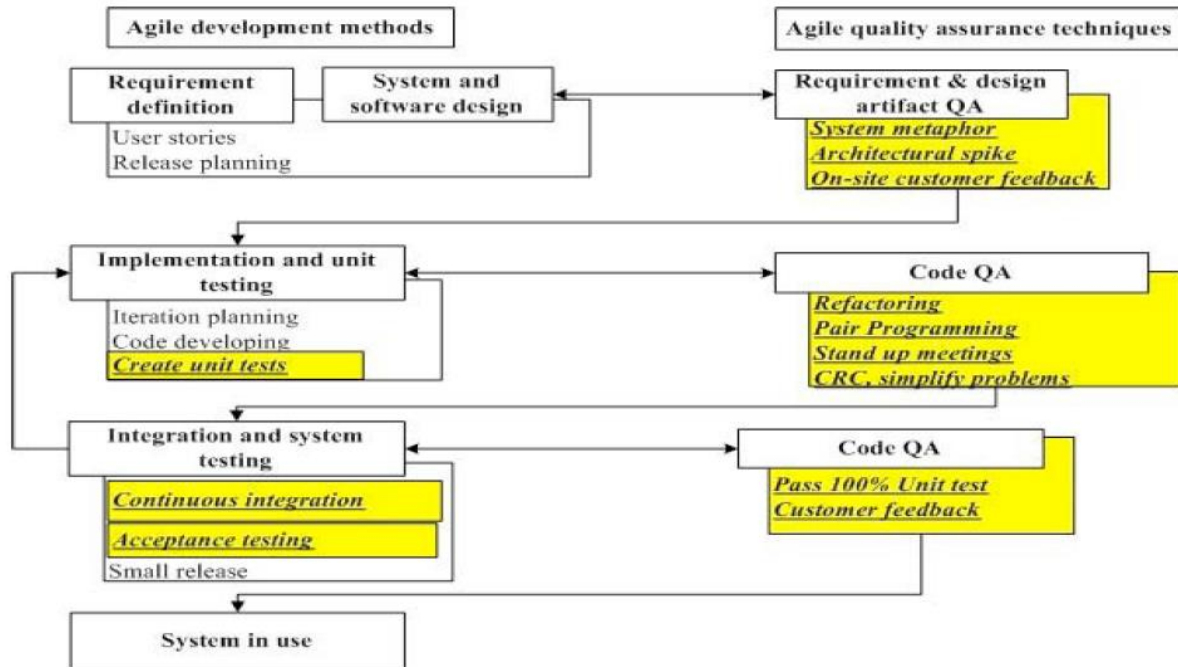 Agile development methods
Agile quality assurance techniques
Requirement
definition
System and
software design
Requirement & design
artifact QA
User stories
Release planning
System metaphor
Architectural spike
On-site customer feedback
Implementation and unit
testing
Code QA
Iteration planning
Code developing
Create unit tests
Refactoring
Pair Programming
Stand up meetings
CRC, simplify problems
Integration and system
testing
Code QA
Continuous integration
Acceptance testing
Small release
Pass 100% Unit test
Customer feedback
System in use